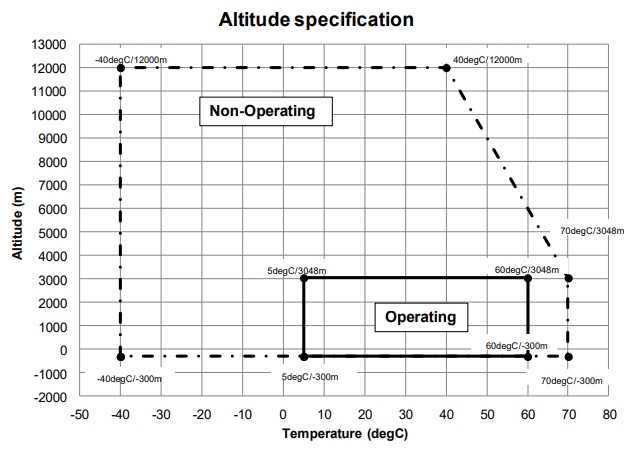 Altitude specification
13000
12000
11000
10000
9000
8000
7000
6000
5000
4000
3000
2000
1000
0
-1000
-2000
Altitude (m)
-40degC/12000m
40degC/12000m
Non-Operating
70degC/3048m
5degC/3048m
60degC/3048m
Operating
60degC/-300m
-40degC/-300m
5degC/-300m
70degC/-300m
-50 -40 -30 -20 -10 0 10 20 30 40 50 60 70 80
Temperature (degC)